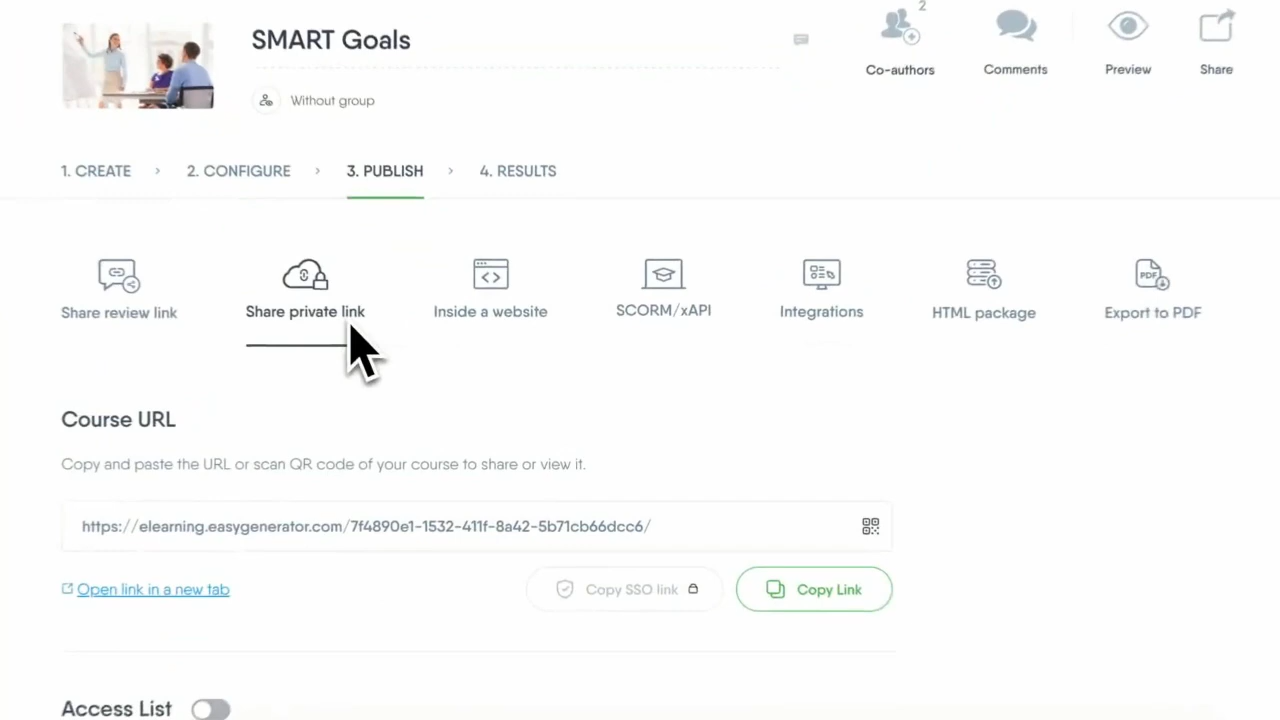 SMART Goals
2
Co-authors
Comments
Preview
Share
Without group
1. CREATE > 2. CONFIGURE > 3. PUBLISH > 4. RESULTS
Share review link
Share private link
Inside a website
SCORM/xAPI
Integrations
PDF
HTML package
Export to PDF
Course URL
Copy and paste the URL or scan QR code of your course to share or view it.
https://elearning.easygenerator.com/7f4890e1-1532-411f-8a42-5b71cb66dcc6/
Open link in a new tab
Copy SSO link
Copy Link
Access List